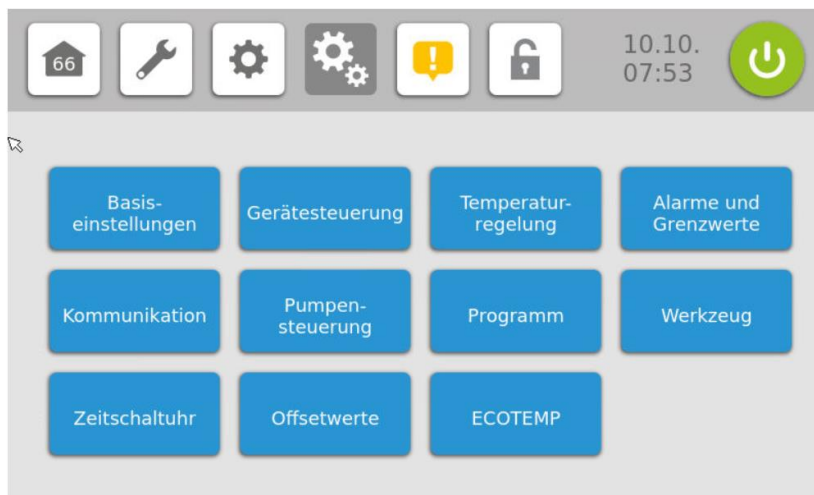 66
10.10.
07:53
Basis-
einstellungen
Gerätesteuerung
Temperatur-
regelung
Alarme und
Grenzwerte
Kommunikation
Pumpen-
steuerung
Programm
Werkzeug
Zeitschaltuhr
Offsetwerte
ECOTEMP